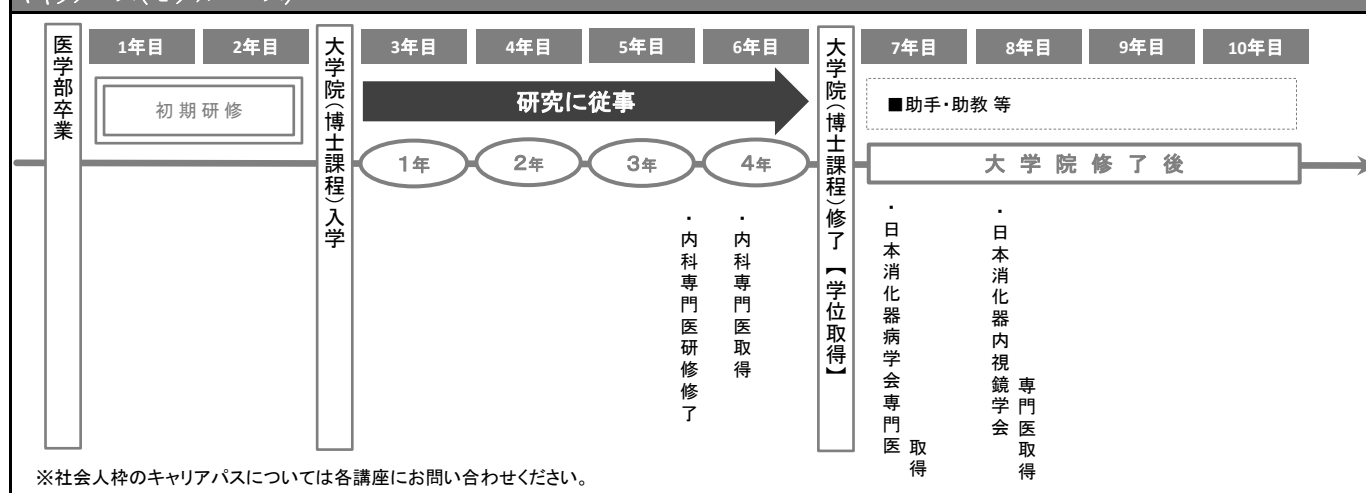 医学部卒業
1年目
2年目
初期研修
大学院(博士課程)入学
3年目
4年目
5年目
6年目
研究に従事
1年
2年
3年
4年
・内科専門医研修修了
・内科専門医取得
大学院(博士課程)修了【学位取得】
7年目
8年目
9年目
10年目
■助手・助教 等
大学院修了後
・日本消化器病学会専門医
取得
・日本消化器内視鏡学会
専門医取得
※社会人枠のキャリアパスについては各講座にお問い合わせください。